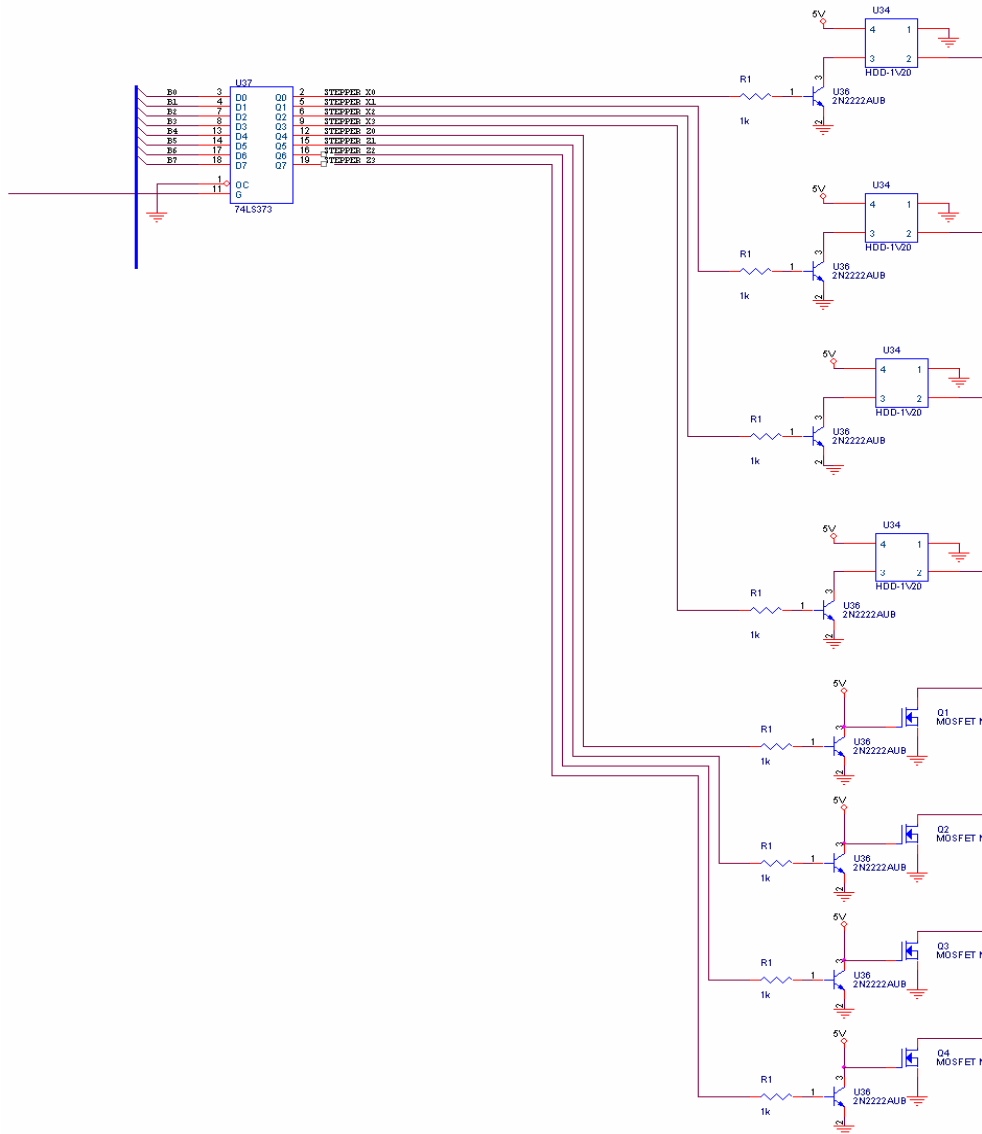 U34
5V
4 1
3 2
HDD-1V20
R1
1k
1
3
2
U36
2N2222AUB
U37
B0 3 D0 Q0 2 STEPPER X0
B1 4 D1 Q1 5 STEPPER X1
B2 7 D2 Q2 6 STEPPER X2
B3 8 D3 Q3 9 STEPPER X3
B4 13 D4 Q4 12 STEPPER Z0
B5 14 D5 Q5 15 STEPPER Z1
B6 17 D6 Q6 16 STEPPER Z2
B7 18 D7 Q7 19 STEPPER Z3
1 OC
11 G
74LS373
U34
5V
4 1
3 2
HDD-1V20
R1
1k
1
3
2
U36
2N2222AUB
U34
5V
4 1
3 2
HDD-1V20
R1
1k
1
3
2
U36
2N2222AUB
U34
5V
4 1
3 2
HDD-1V20
R1
1k
1
3
2
U36
2N2222AUB
5V
R1
1k
1
3
2
U36
2N2222AUB
Q1
MOSFET N
5V
R1
1k
1
3
2
U36
2N2222AUB
Q2
MOSFET N
5V
R1
1k
1
3
2
U36
2N2222AUB
Q3
MOSFET N
5V
R1
1k
1
3
2
U36
2N2222AUB
Q4
MOSFET N